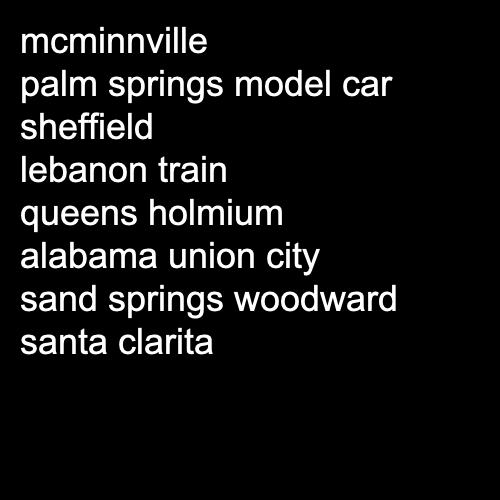 mcminnville
palm springs model car
sheffield
lebanon train
queens holmium
alabama union city
sand springs woodward
santa clarita